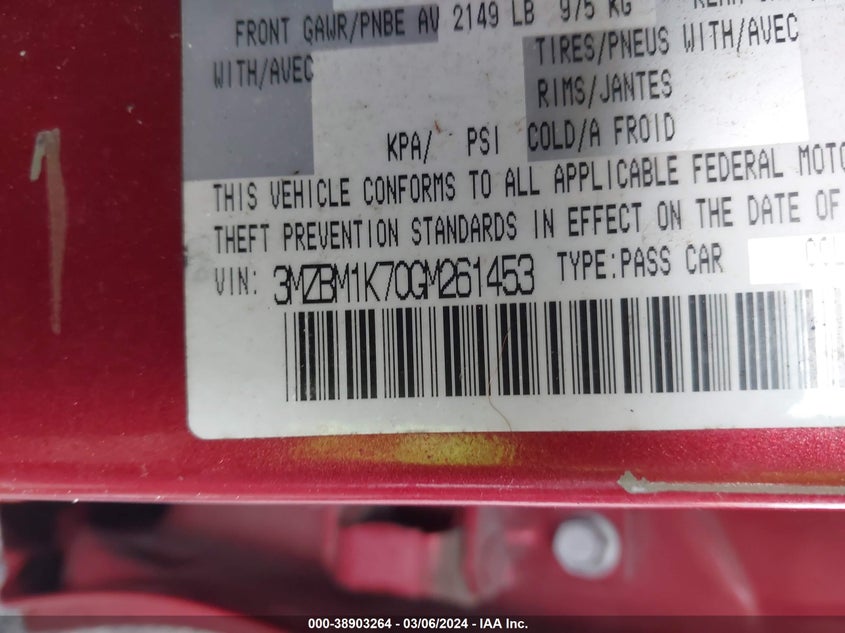 FRONT GAWR/PNBE AV 2149 LB 975 KG
WITH/AVEC
TIRES/PNEUS WITH/AVEC
RIMS/JANTES
KPA/ PSI COLD/A FROID
THIS VEHICLE CONFORMS TO ALL APPLICABLE FEDERAL MOTO
THEFT PREVENTION STANDARDS IN EFFECT ON THE DATE OF
VIN: 3MZBM1K70GM261453 TYPE:PASS CAR
000-38903264 - 03/06/2024 - IAA Inc.